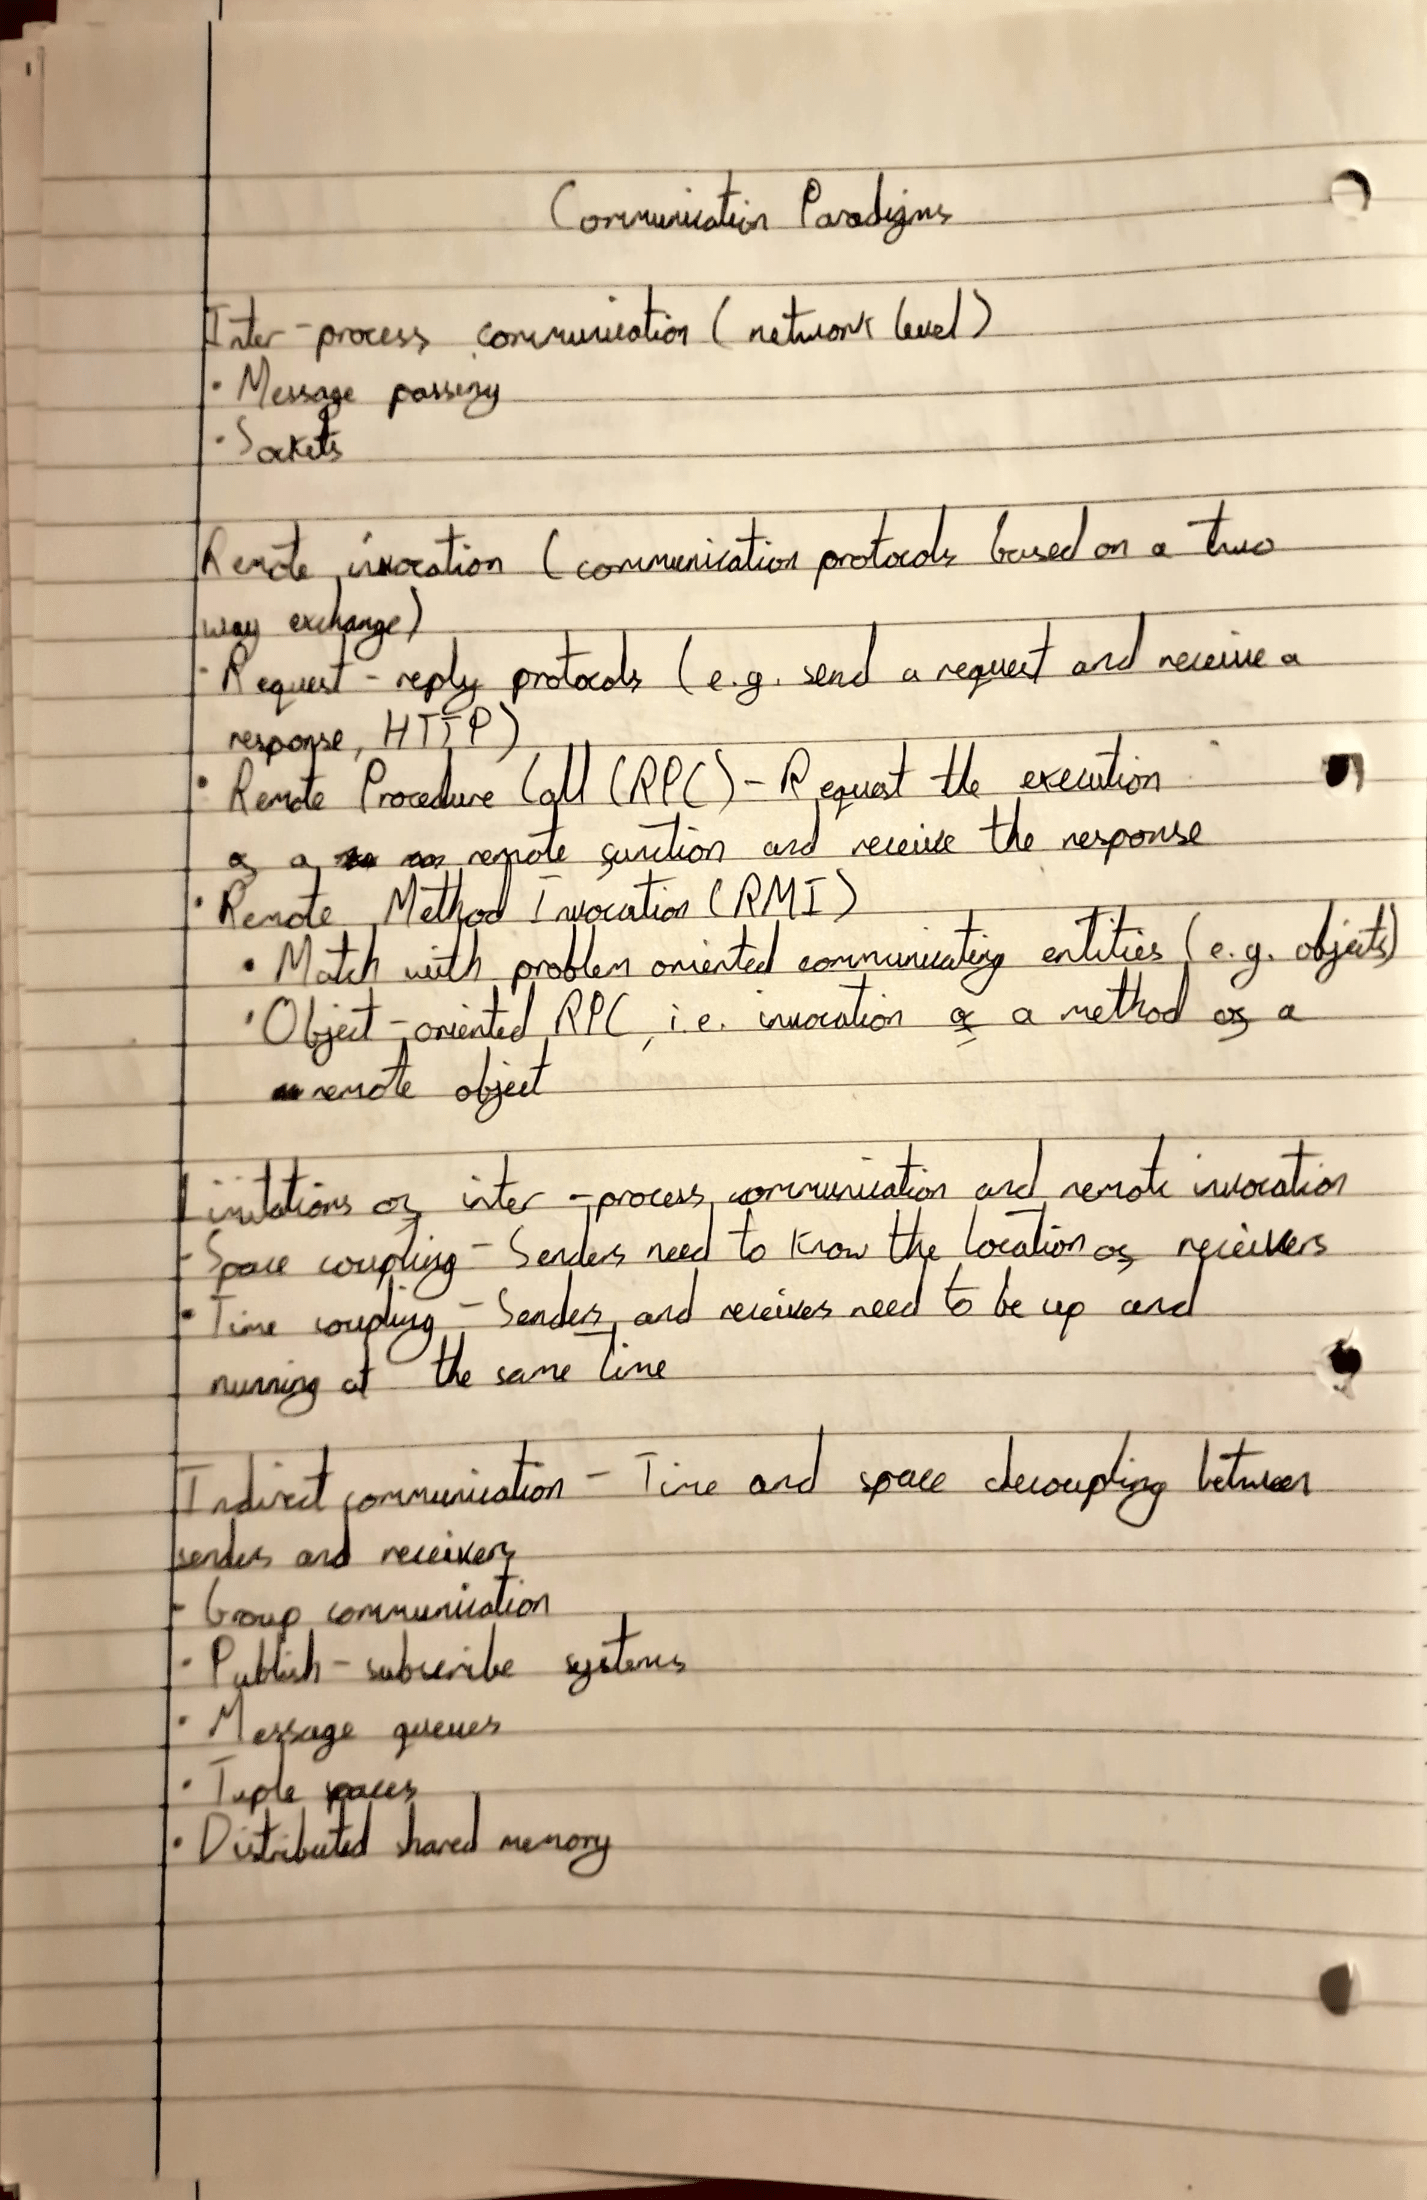 Communication Paradigms
Inter-process communication (network level)
• Message passing
• Sockets
Remote invocation (communication protocols based on a two
way exchange)
• Request-reply protocols (e.g. send a request and receive a
response, HTTP)
• Remote Procedure Call (RPC) - Request the execution
of a remote function and receive the response
• Remote Method Invocation (RMI)
• Match with problem oriented communicating entities (e.g. objects)
• Object-oriented RPC, i.e. invocation of a method of a
remote object
Limitations of inter-process communication and remote invocation
• Space coupling - Senders need to know the location of receivers
• Time coupling - Senders and receives need to be up and
running at the same time
Indirect communication - Time and space decoupling between
senders and receivers
• Group communication
• Publish-subscribe systems
• Message queues
• Tuple spaces
• Distributed shared memory